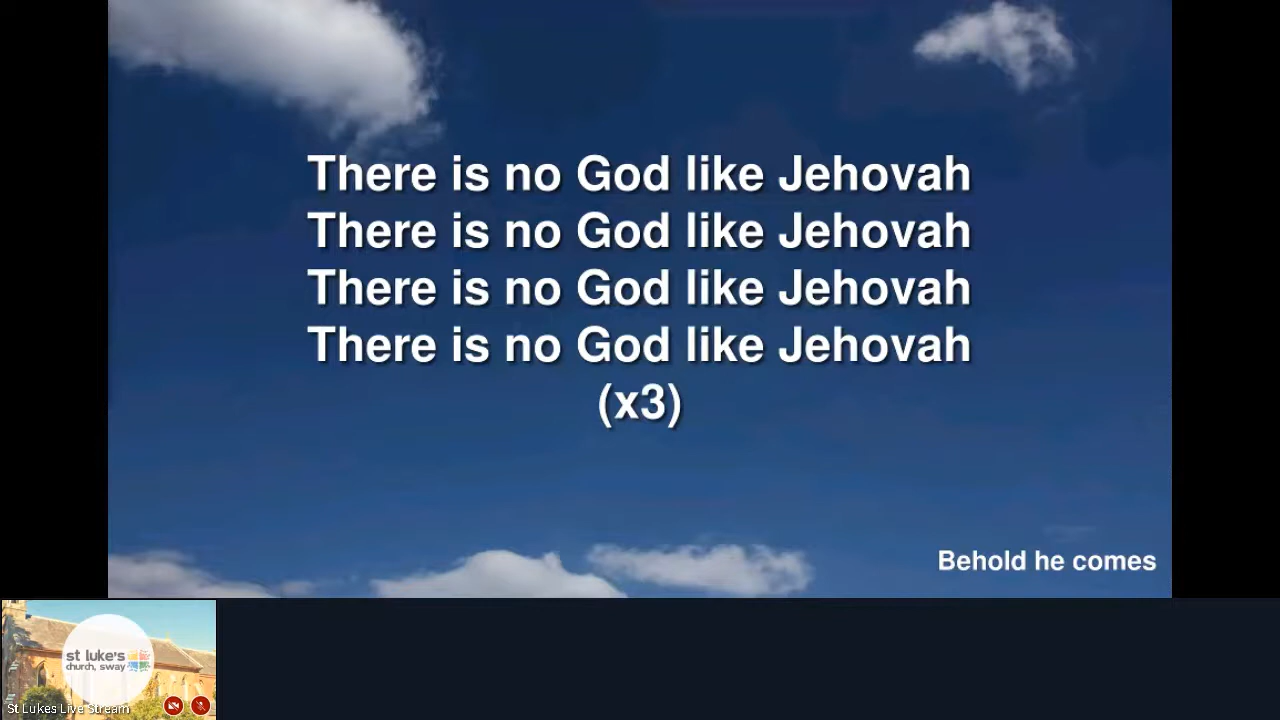 There is no God like Jehovah
There is no God like Jehovah
There is no God like Jehovah
There is no God like Jehovah
(x3)
Behold he comes
st luke's
church, sway
St Lukes Live Stream